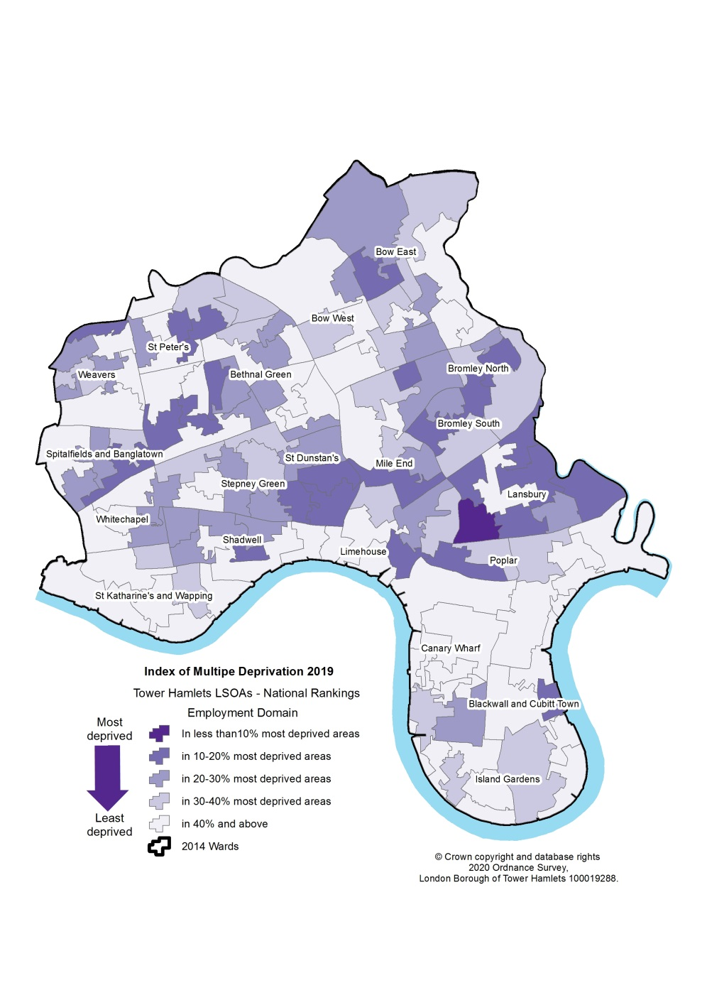 Bow East
Bow West
St Peter's
Bromley North
Weavers
Bethnal Green
Bromley South
Spitalfields and Banglatown
St Dunstan's
Mile End
Stepney Green
Lansbury
Whitechapel
Shadwell
Limehouse
Poplar
St Katharine's and Wapping
Canary Wharf
Blackwall and Cubitt Town
Island Gardens
Index of Multipe Deprivation 2019
Tower Hamlets LSOAs - National Rankings
Employment Domain
Most
deprived
Least
deprived
In less than10% most deprived areas
in 10-20% most deprived areas
in 20-30% most deprived areas
in 30-40% most deprived areas
in 40% and above
2014 Wards
© Crown copyright and database rights
2020 Ordnance Survey,
London Borough of Tower Hamlets 100019288.